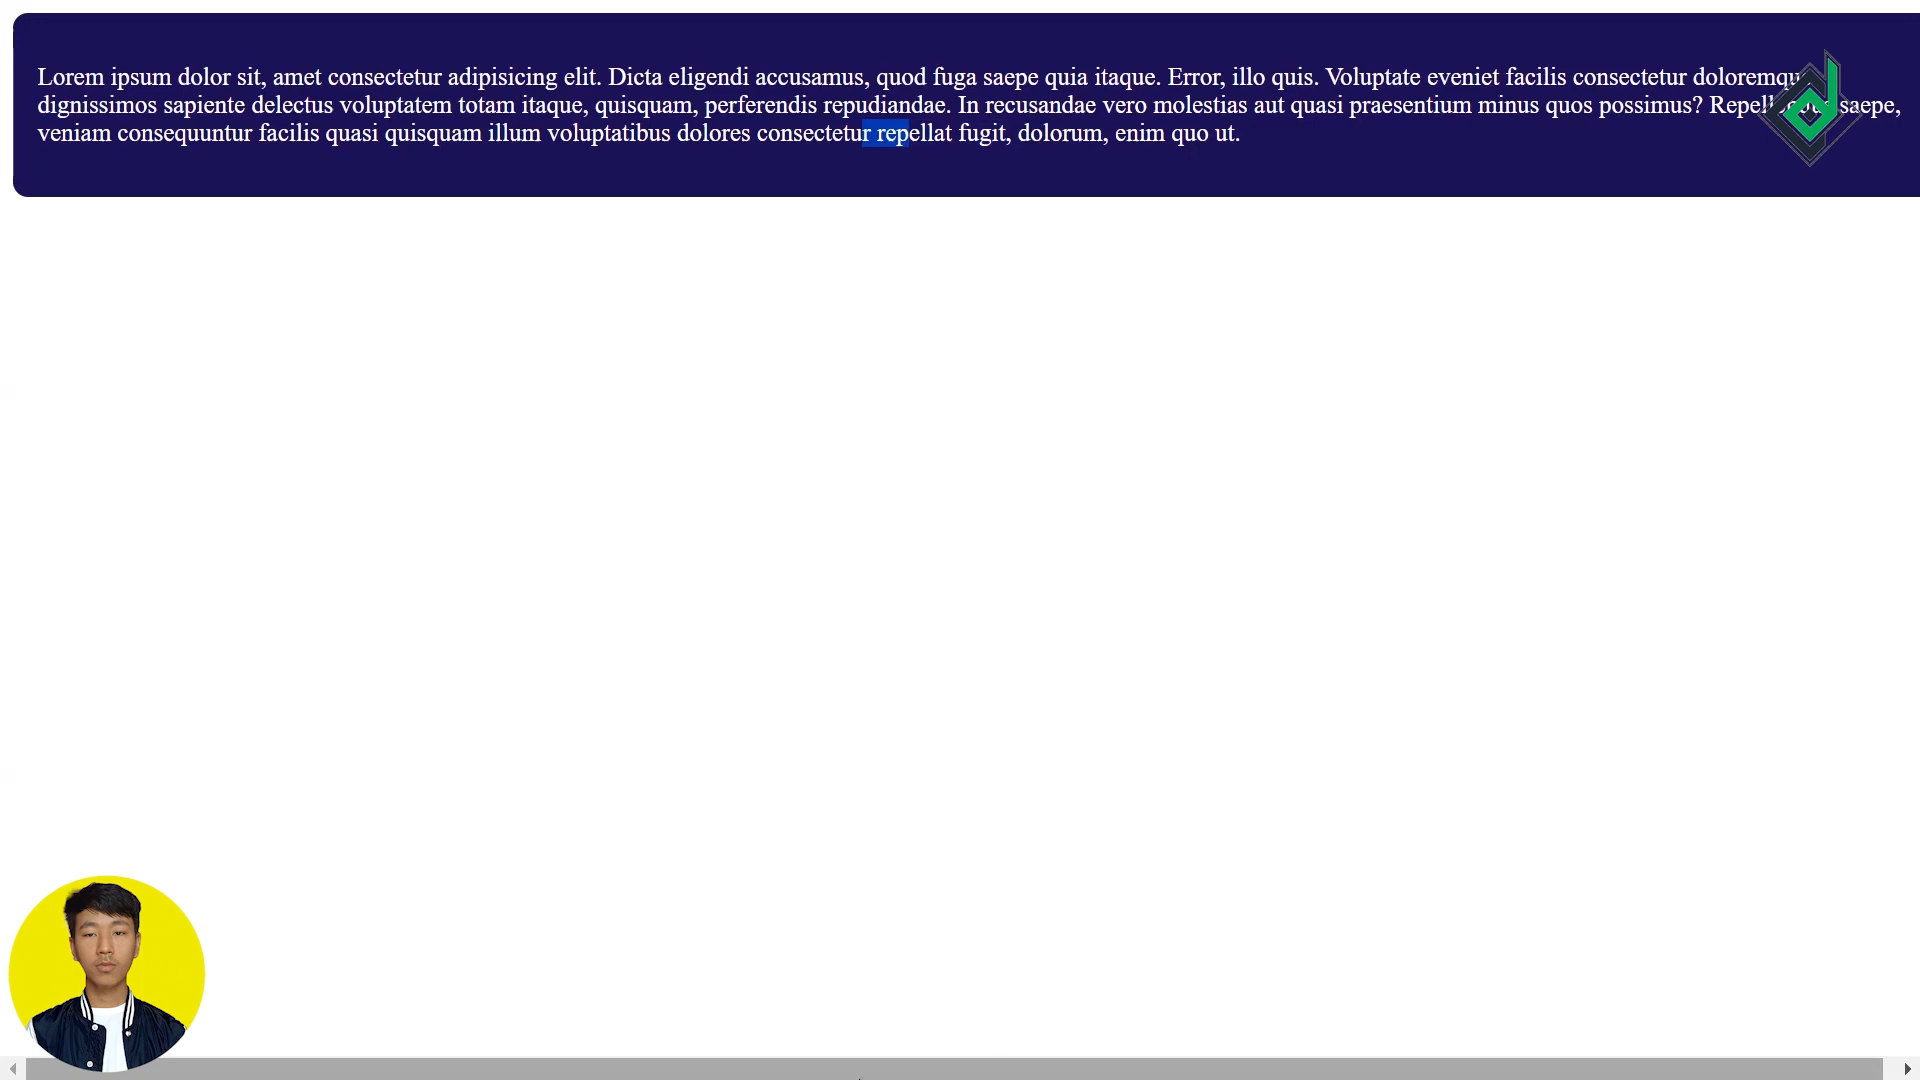 Lorem ipsum dolor sit, amet consectetur adipisicing elit. Dicta eligendi accusamus, quod fuga saepe quia itaque. Error, illo quis. Voluptate eveniet facilis consectetur
dignissimos sapiente delectus voluptatem totam itaque, quisquam, perferendis repudiandae. In recusandae vero molestias aut quasi praesentium minus quos possimus? saepe,
veniam consequuntur facilis quasi quisquam illum voluptatibus dolores consectetur repellat fugit, dolorum, enim quo ut.